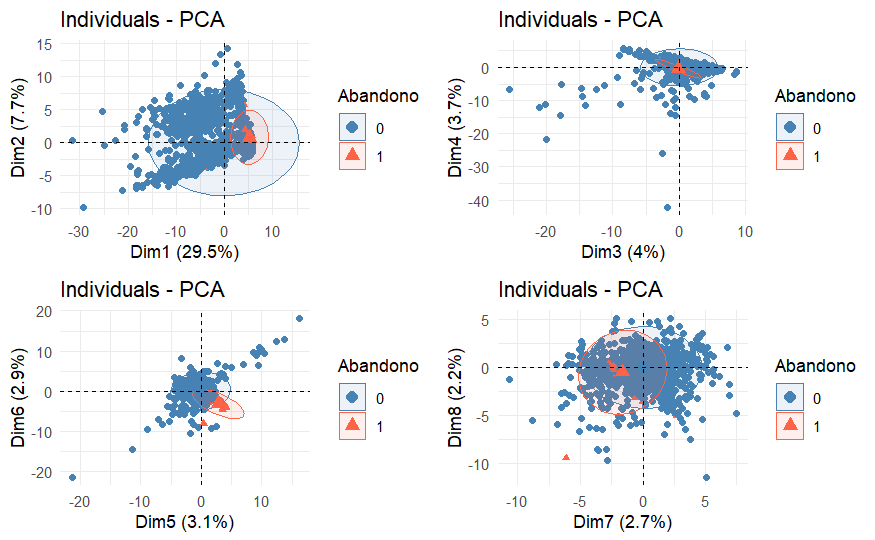 Individuals - PCA
15
10
5
0
-5
-10
Dim2 (7.7%)
-30
-20
-10
0
10
Dim1 (29.5%)
Abandono
0
1
Individuals - PCA
0
-10
-20
-30
-40
Dim4 (3.7%)
-20
-10
0
10
Dim3 (4%)
Abandono
0
1
Individuals - PCA
20
10
0
-10
-20
Dim6 (2.9%)
-20
-10
0
10
Dim5 (3.1%)
Abandono
0
1
Individuals - PCA
5
0
-5
-10
Dim8 (2.2%)
-10
-5
0
5
Dim7 (2.7%)
Abandono
0
1